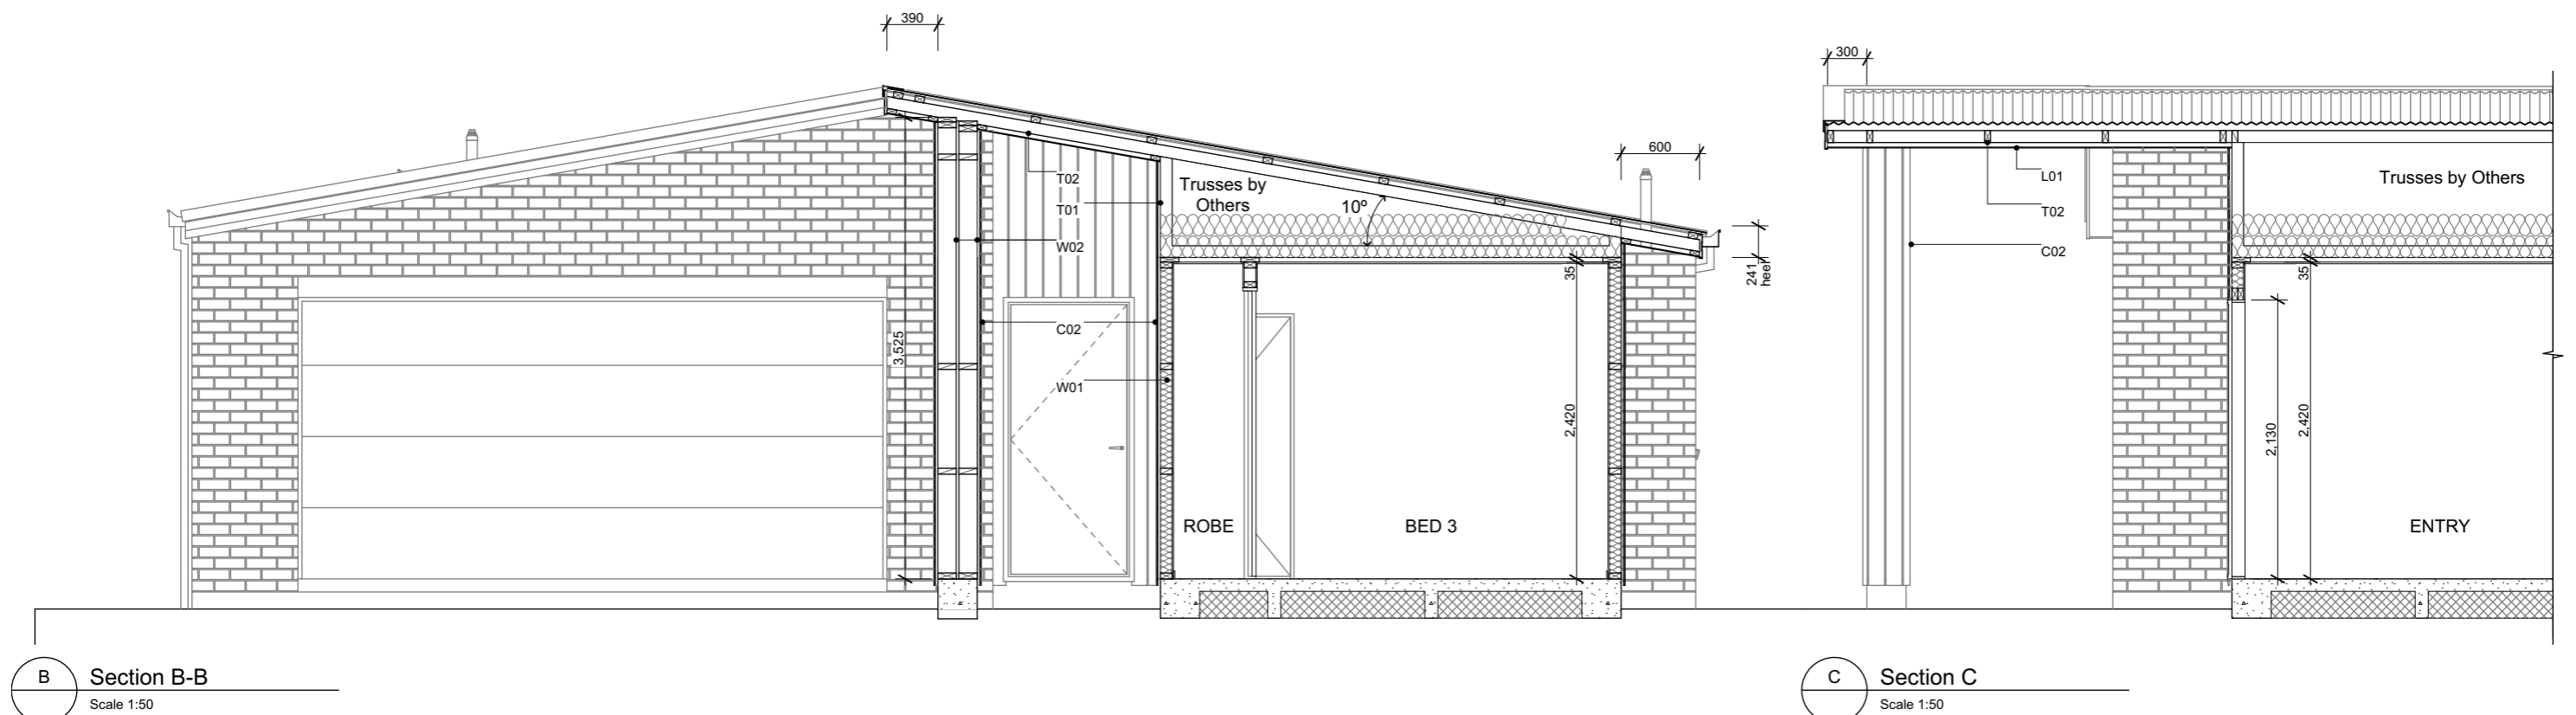 390
300
600
Trusses by
Others
10º
T02
T01
W02
C02
W01
3,525
35
2,420
241
heel
ROBE
BED 3
L01
T02
C02
Trusses by Others
35
2,130
2,420
ENTRY
B
Section B-B
Scale 1:50
C
Section C
Scale 1:50